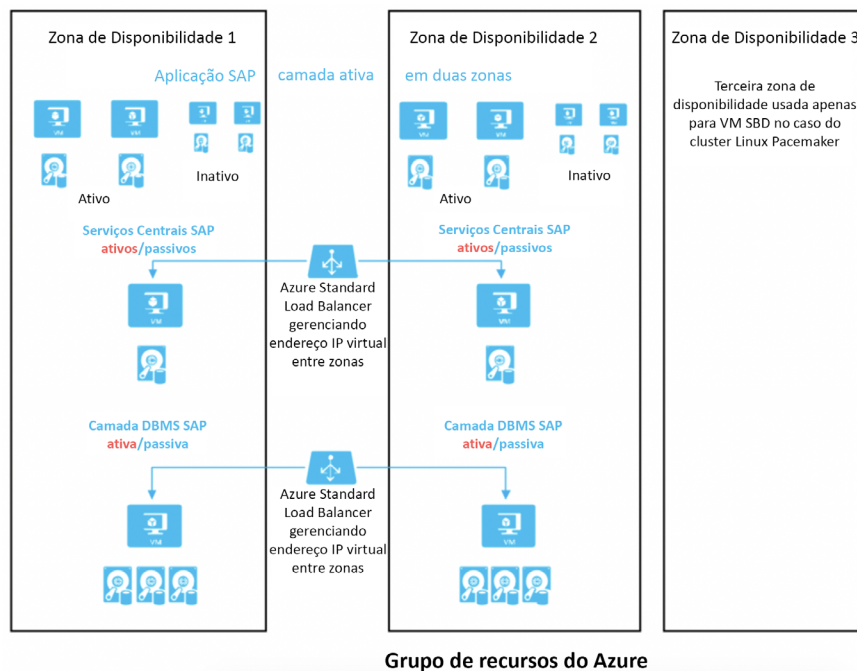 Zona de Disponibilidade 1
Zona de Disponibilidade 2
Zona de Disponibilidade 3
Aplicação SAP camada ativa em duas zonas
Terceira zona de
disponibilidade usada apenas
para VM SBD no caso do
cluster Linux Pacemaker
VM
VM
VM
VM
Inativo
Ativo
Inativo
Ativo
Serviços Centrais SAP
ativos/passivos
Serviços Centrais SAP
ativos/passivos
Azure Standard
Load Balancer
gerenciando
endereço IP virtual
entre zonas
VM
VM
Camada DBMS SAP
ativa/passiva
Camada DBMS SAP
ativa/passiva
Azure Standard
Load Balancer
gerenciando
endereço IP virtual
entre zonas
VM
VM
Grupo de recursos do Azure